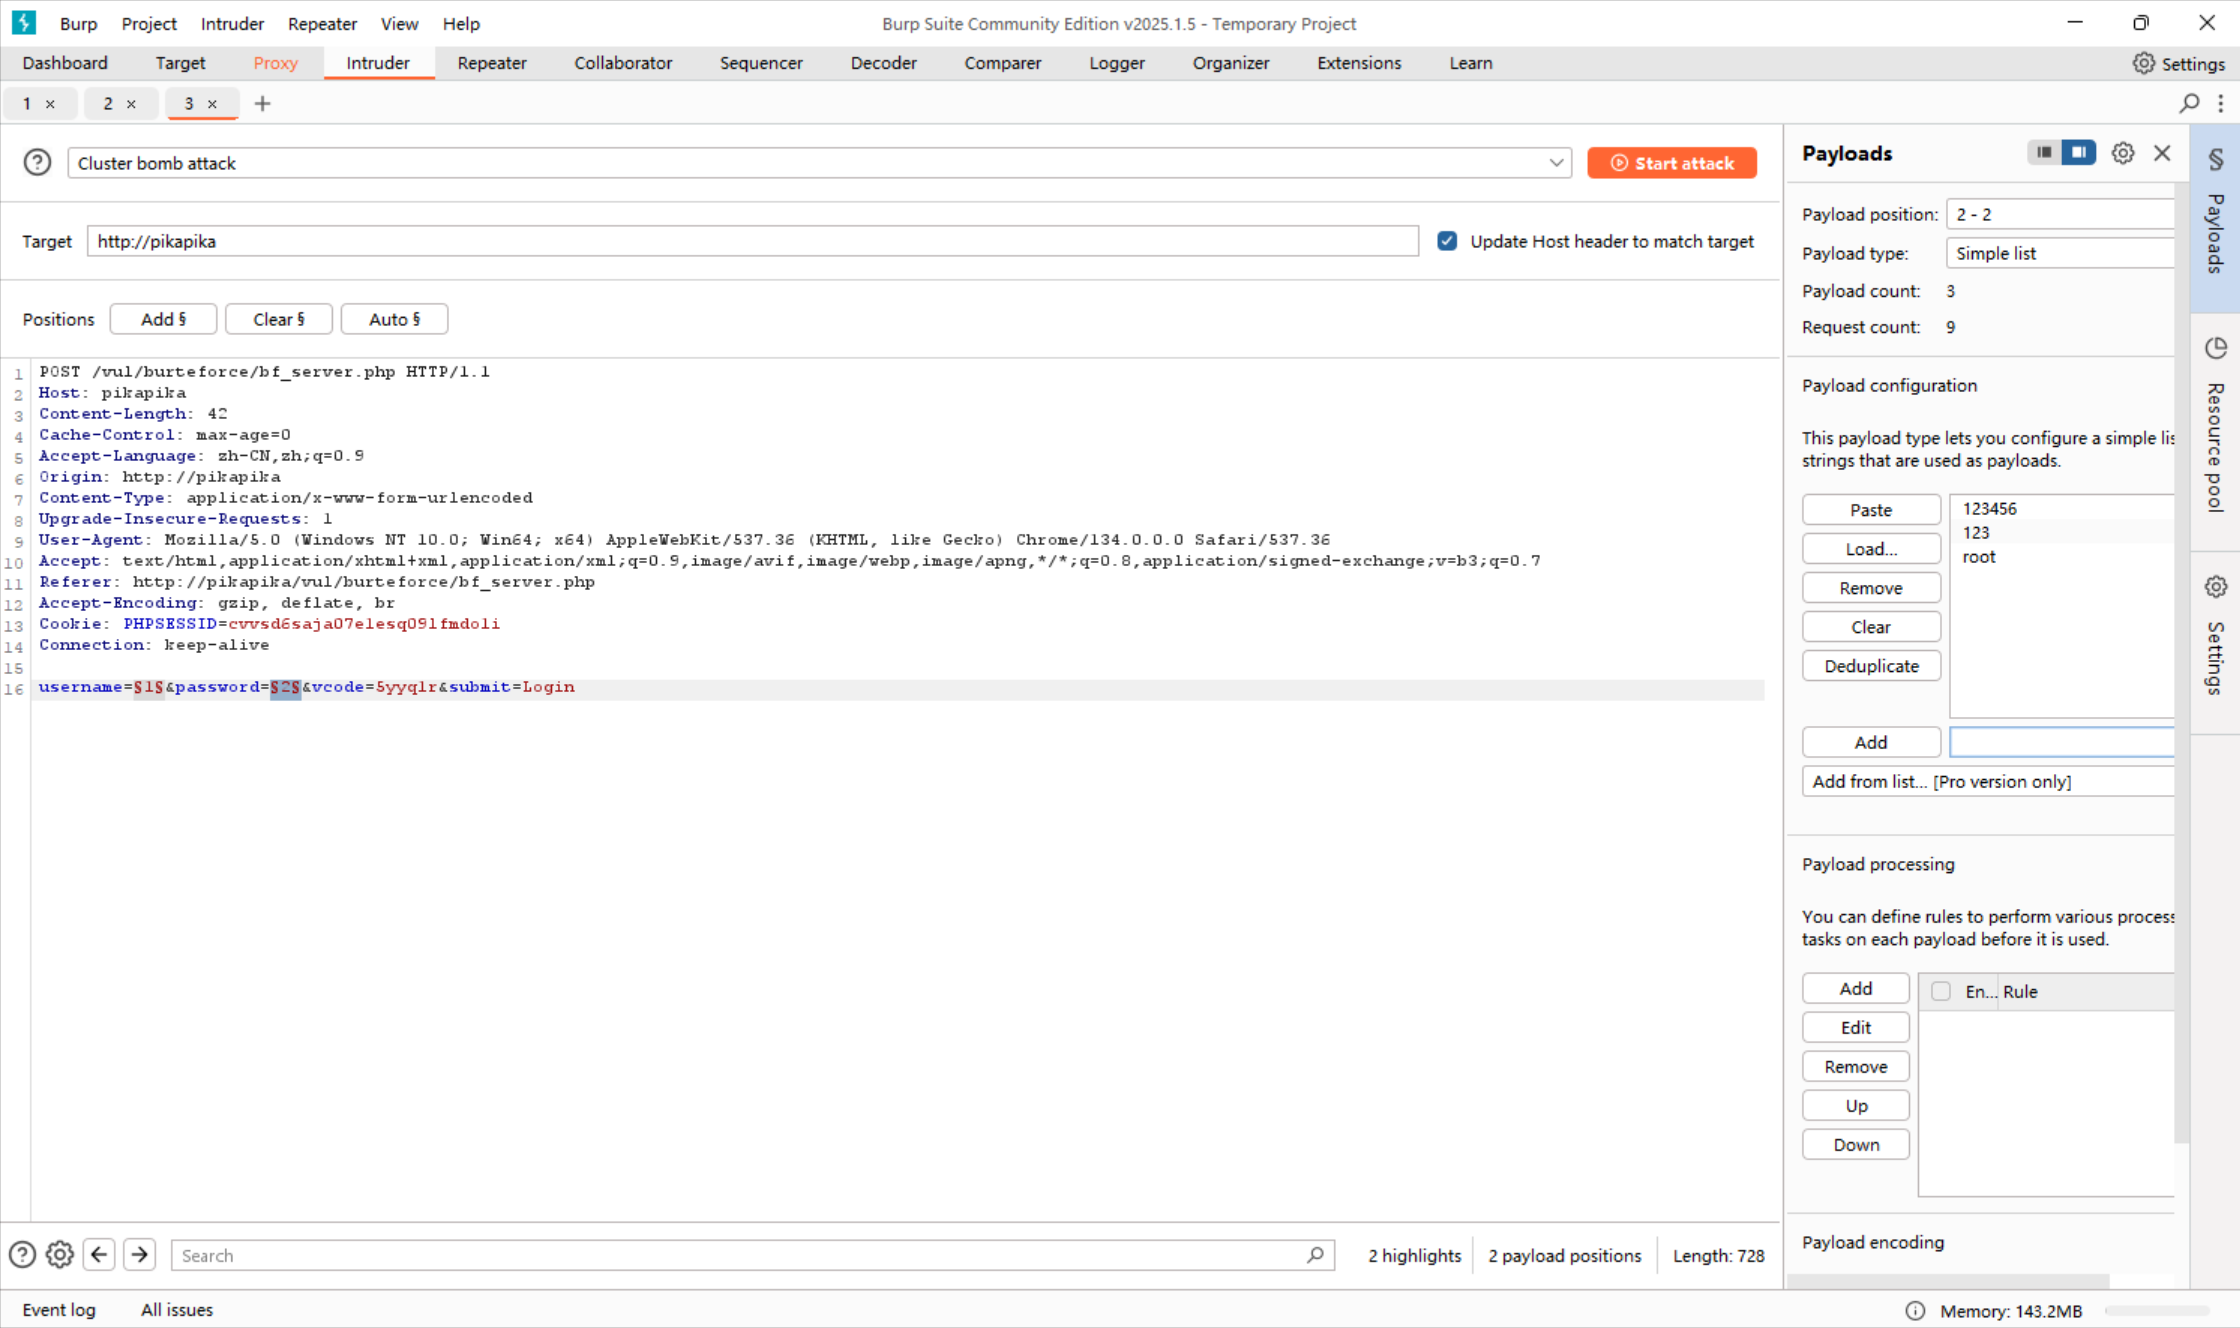 Burp Project Intruder Repeater View Help
Burp Suite Community Edition v2025.1.5 - Temporary Project
Dashboard Target Proxy Intruder Repeater Collaborator Sequencer Decoder Comparer Logger Organizer Extensions Learn Settings
1 × 2 × 3 × +
Cluster bomb attack
Start attack
Target http://pikapika Update Host header to match target
Positions Add § Clear § Auto §
1 POST /vul/burteforce/bf_server.php HTTP/1.1
2 Host: pikapika
3 Content-Length: 42
4 Cache-Control: max-age=0
5 Accept-Language: zh-CN,zh;q=0.9
6 Origin: http://pikapika
7 Content-Type: application/x-www-form-urlencoded
8 Upgrade-Insecure-Requests: 1
9 User-Agent: Mozilla/5.0 (Windows NT 10.0; Win64; x64) AppleWebKit/537.36 (KHTML, like Gecko) Chrome/134.0.0.0 Safari/537.36
10 Accept: text/html,application/xhtml+xml,application/xml;q=0.9,image/avif,image/webp,image/apng,*/*;q=0.8,application/signed-exchange;v=b3;q=0.7
11 Referer: http://pikapika/vul/burteforce/bf_server.php
12 Accept-Encoding: gzip, deflate, br
13 Cookie: PHPSESSID=cvvsd6saja07elesq09lfmdoli
14 Connection: keep-alive
15
16 username=§1§&password=§2§&vcode=5yyqlr&submit=Login
Search
2 highlights 2 payload positions Length: 728
Payloads
Payload position: 2 - 2
Payload type: Simple list
Payload count: 3
Request count: 9
Payload configuration
This payload type lets you configure a simple lis
strings that are used as payloads.
Paste
Load...
Remove
Clear
Deduplicate
123456
123
root
Add
Add from list... [Pro version only]
Payload processing
You can define rules to perform various process
tasks on each payload before it is used.
Add
Edit
Remove
Up
Down
En... Rule
Payload encoding
§ Payloads
Resource pool
Settings
Event log All issues
Memory: 143.2MB